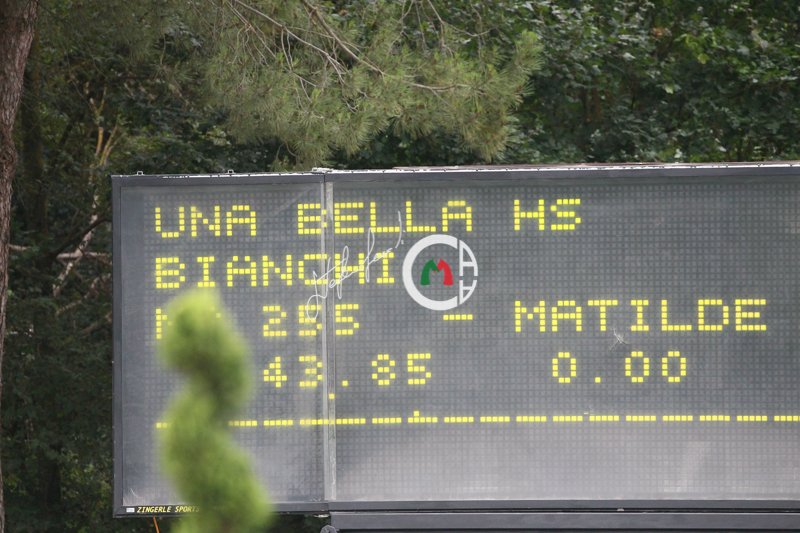 UNA BELLA HS
BIANCHI
255 - MATILDE
43.85 0.00
ZINGERLE SPORTS